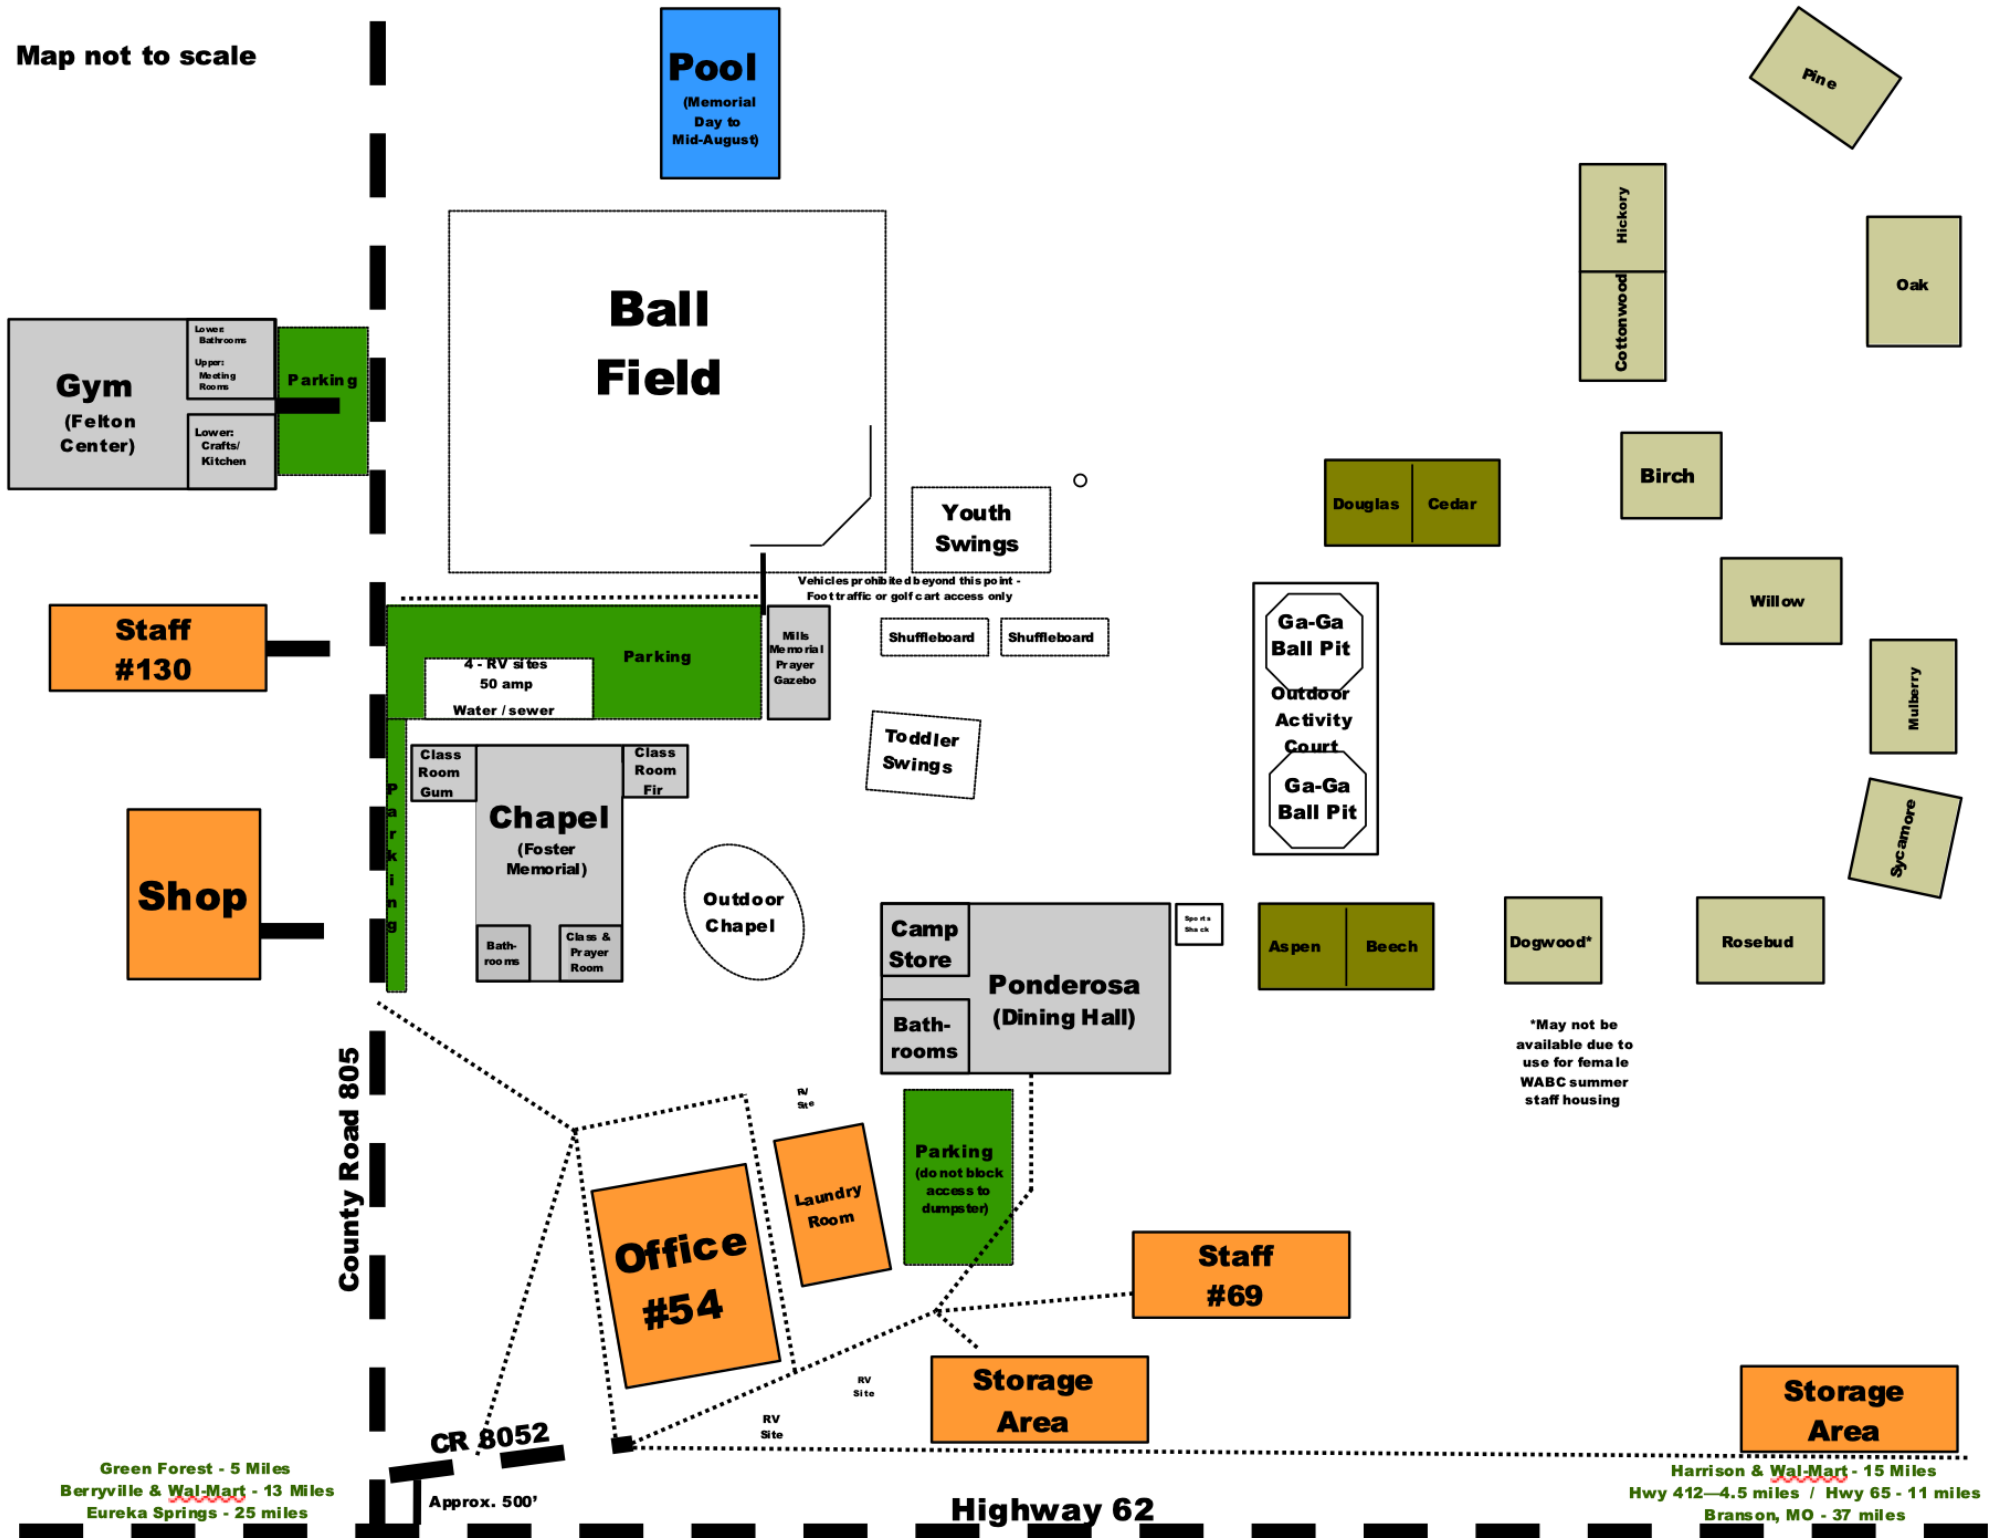 Map not to scale
Pool
(Memorial
Day to
Mid-August)
Pine
Hickory
Cottonwood
Oak
Ball
Field
Gym
(Felton
Center)
Lower:
Bathrooms
Upper:
Meeting
Rooms
Lower:
Crafts/
Kitchen
Parking
Youth
Swings
Douglas
Cedar
Birch
Vehicles prohibited beyond this point -
Foot traffic or golf cart access only
Willow
Staff
#130
4 - RV sites
50 amp
Water / sewer
Parking
Mills
Memorial
Prayer
Gazebo
Shuffleboard
Shuffleboard
Ga-Ga
Ball Pit
Outdoor
Activity
Court
Ga-Ga
Ball Pit
Mulberry
Toddler
Swings
Class
Room
Gum
Class
Room
Fir
Parking
Chapel
(Foster
Memorial)
Bath-
rooms
Class &
Prayer
Room
Sycamore
Shop
Outdoor
Chapel
Camp
Store
Bath-
rooms
Ponderosa
(Dining Hall)
Sports
Shack
Aspen
Beech
Dogwood*
Rosebud
*May not be
available due to
use for female
WABC summer
staff housing
County Road 805
RV
Site
Parking
(do not block
access to
dumpster)
Laundry
Room
Office
#54
Staff
#69
RV
Site
RV
Site
Storage
Area
Storage
Area
CR 8052
Approx. 500’
Green Forest - 5 Miles
Berryville & Wal-Mart - 13 Miles
Eureka Springs - 25 miles
Highway 62
Harrison & Wal-Mart - 15 Miles
Hwy 412—4.5 miles / Hwy 65 - 11 miles
Branson, MO - 37 miles